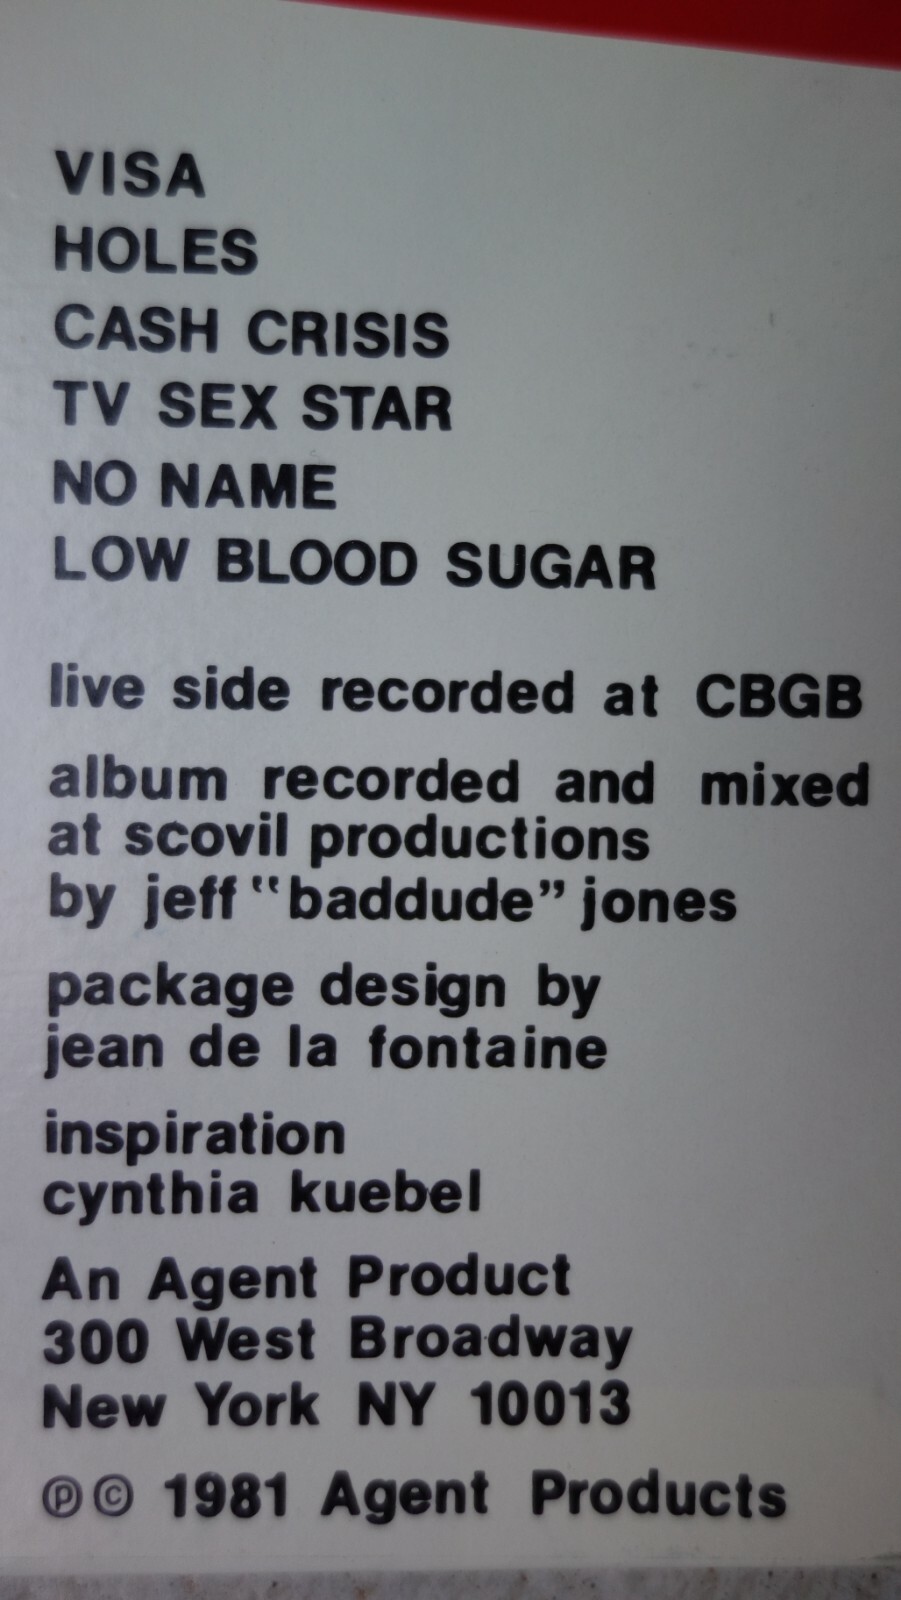 VISA
HOLES
CASH CRISIS
TV SEX STAR
NO NAME
LOW BLOOD SUGAR
live side recorded at CBGB
album recorded and mixed
at scovil productions
by jeff "baddude" jones
package design by
jean de la fontaine
inspiration
cynthia kuebel
An Agent Product
300 West Broadway
New York NY 10013
℗© 1981 Agent Products